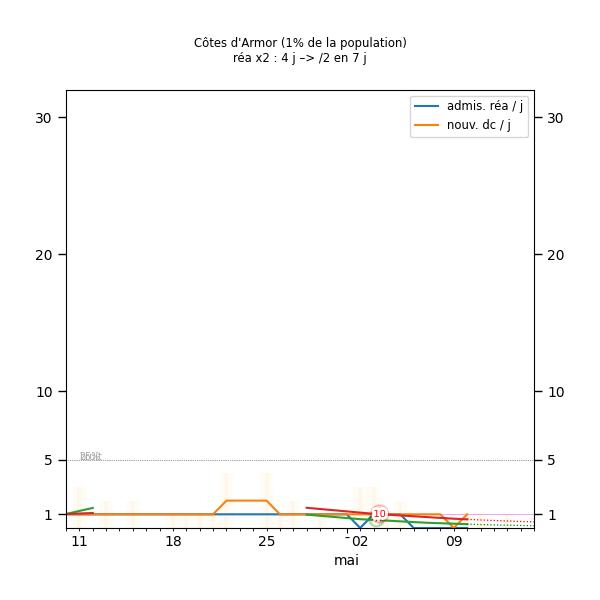 Côtes d'Armor (1% de la population)
réa x2 : 4 j –> /2 en 7 j
admis. réa / j
nouv. dc / j
30 30
20 20
10 10
5 5
1 10 1
11 18 25 02 09
mai